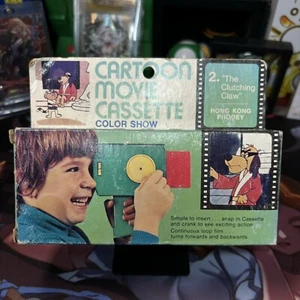 CARTOON
MOVIE
CASSETTE
COLOR SHOW
2. "The
Clutching
Claw"
HONG KONG
PHOOEY
Simple to insert . . . snap in Cassette
and crank to see exciting action
Continuous loop film . . .
turns forwards and backwards.